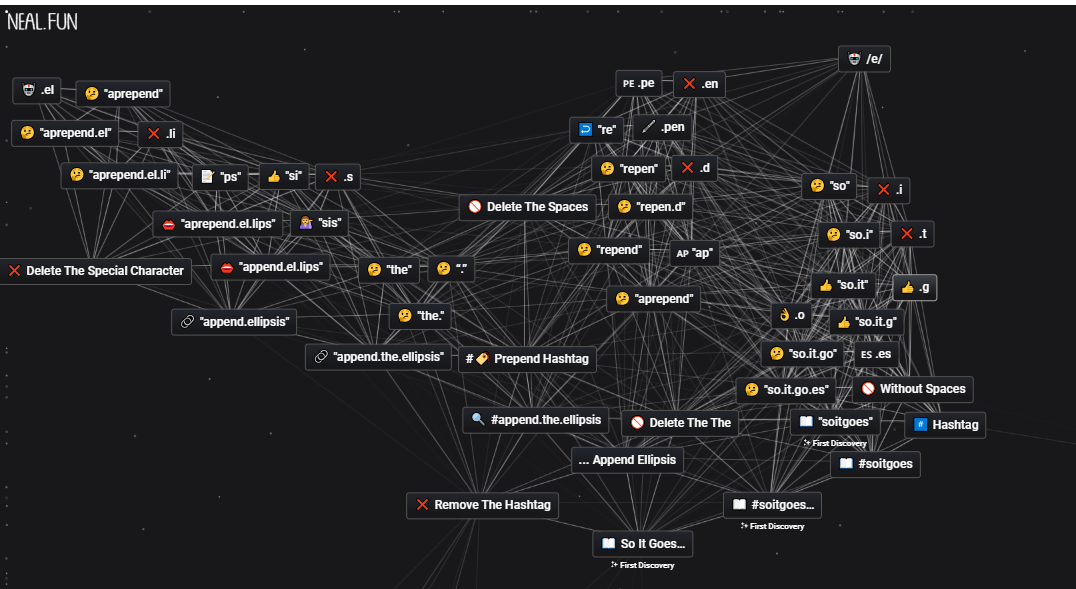 NEAL.FUN
/e/
.el
"aprepend"
PE .pe
.en
"aprepend.el"
.li
"re"
.pen
"aprepend.el.li"
"ps"
"si"
.s
"repen"
.d
"so"
.i
"aprepend.el.lips"
"sis"
Delete The Spaces
"repen.d"
"so.i"
.t
Delete The Special Character
"append.el.lips"
"the"
"."
"repend"
AP "ap"
"so.it"
.g
"append.ellipsis"
"the."
"aprepend"
.o
"so.it.g"
"append.the.ellipsis"
# Prepend Hashtag
"so.it.go"
ES .es
"so.it.go.es"
Without Spaces
#append.the.ellipsis
Delete The The
"soitgoes"
First Discovery
# Hashtag
... Append Ellipsis
#soitgoes
Remove The Hashtag
#soitgoes...
First Discovery
So It Goes...
First Discovery